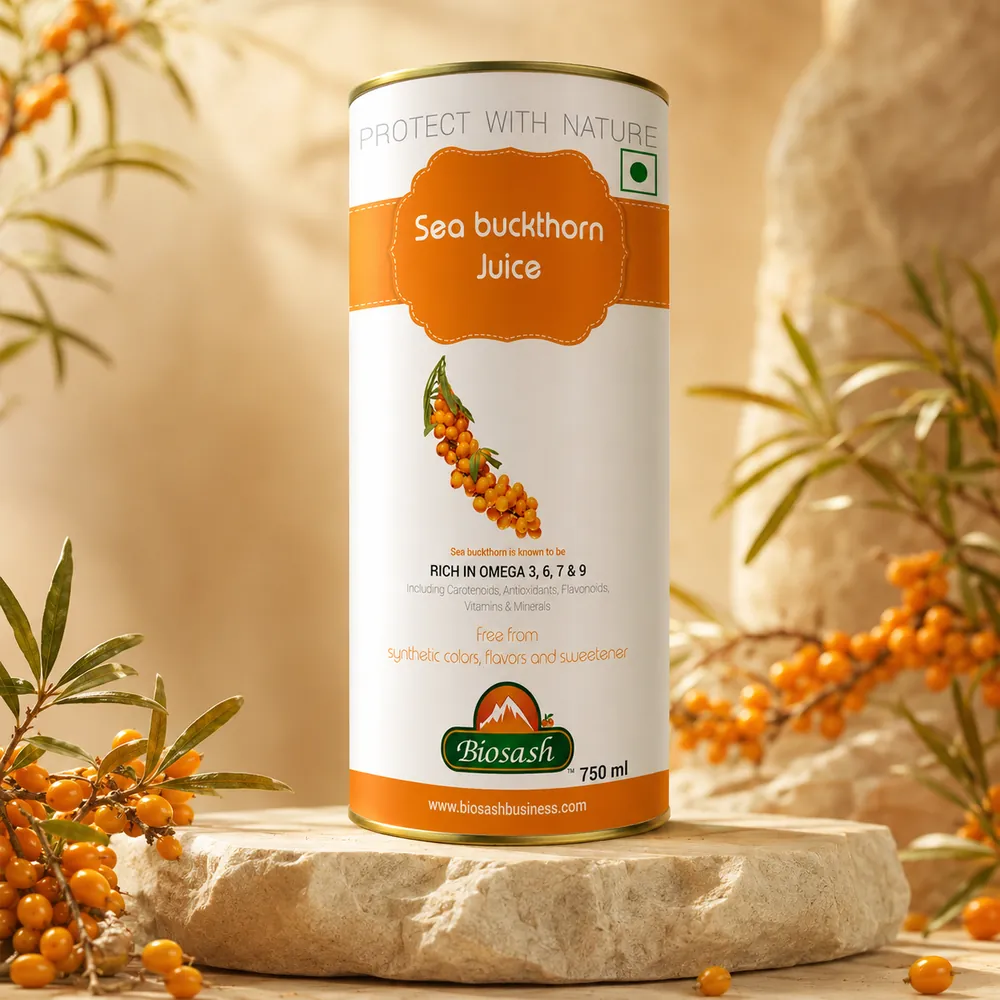 PROTECT WITH NATURE
Sea buckthorn
Juice
Sea buckthorn is known to be
RICH IN OMEGA 3, 6, 7 & 9
Including Carotenoids, Antioxidants, Flavonoids,
Vitamins & Minerals
Free from
synthetic colors, flavors and sweetener
Biosash
™
750 ml
www.biosashbusiness.com